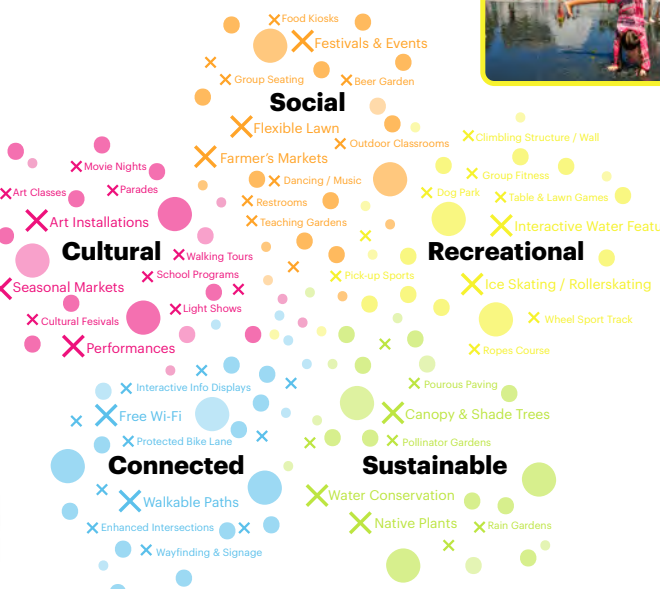 Food Kiosks
Festivals & Events
Group Seating
Beer Garden
Social
Flexible Lawn
Outdoor Classrooms
Farmer's Markets
Dancing / Music
Restrooms
Teaching Gardens
Movie Nights
Art Classes
Parades
Art Installations
Cultural
Walking Tours
School Programs
Seasonal Markets
Light Shows
Cultural Fesivals
Performances
Climbling Structure / Wall
Group Fitness
Dog Park
Table & Lawn Games
Interactive Water Featu
Recreational
Pick-up Sports
Ice Skating / Rollerskating
Wheel Sport Track
Ropes Course
Interactive Info Displays
Free Wi-Fi
Protected Bike Lane
Connected
Walkable Paths
Enhanced Intersections
Wayfinding & Signage
Pourous Paving
Canopy & Shade Trees
Pollinator Gardens
Sustainable
Water Conservation
Native Plants
Rain Gardens